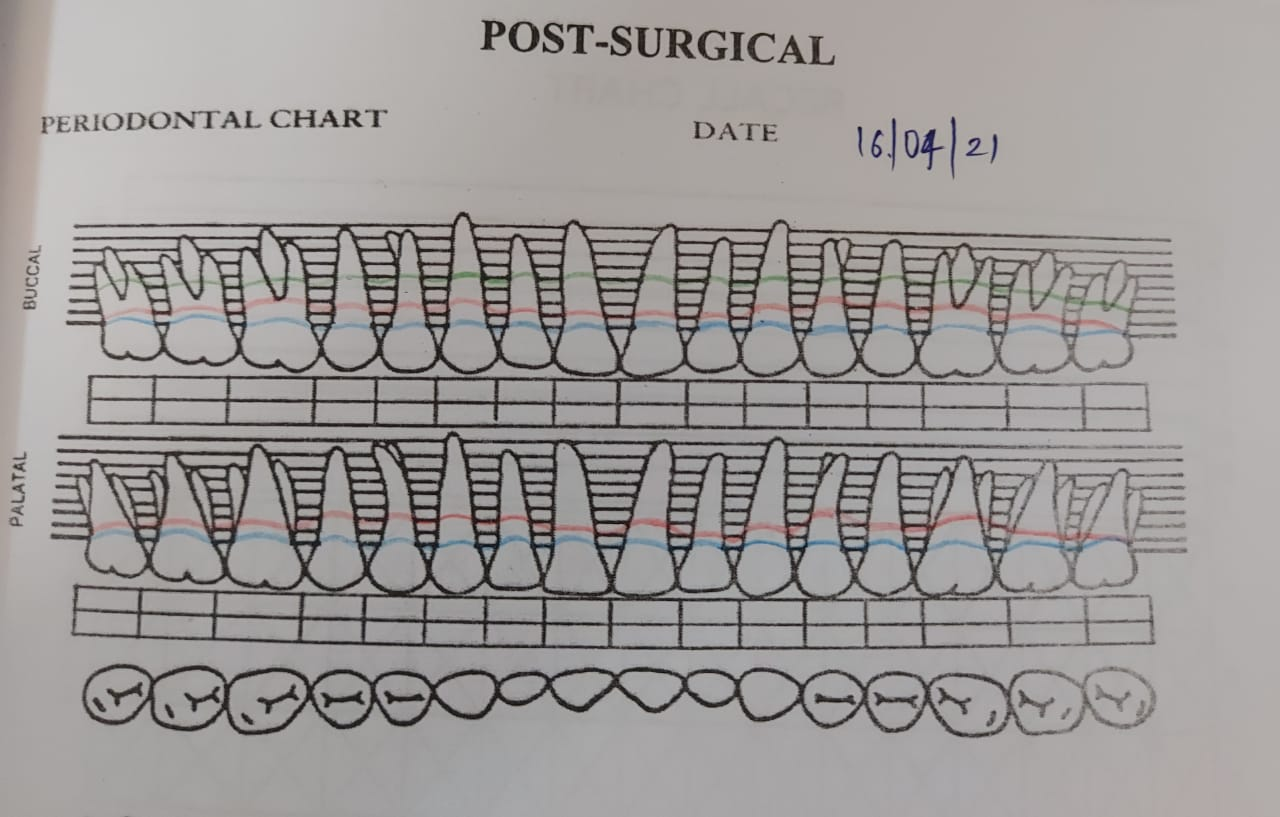 POST-SURGICAL
PERIODONTAL CHART
DATE 16/04/21
BUCCAL
PALATAL